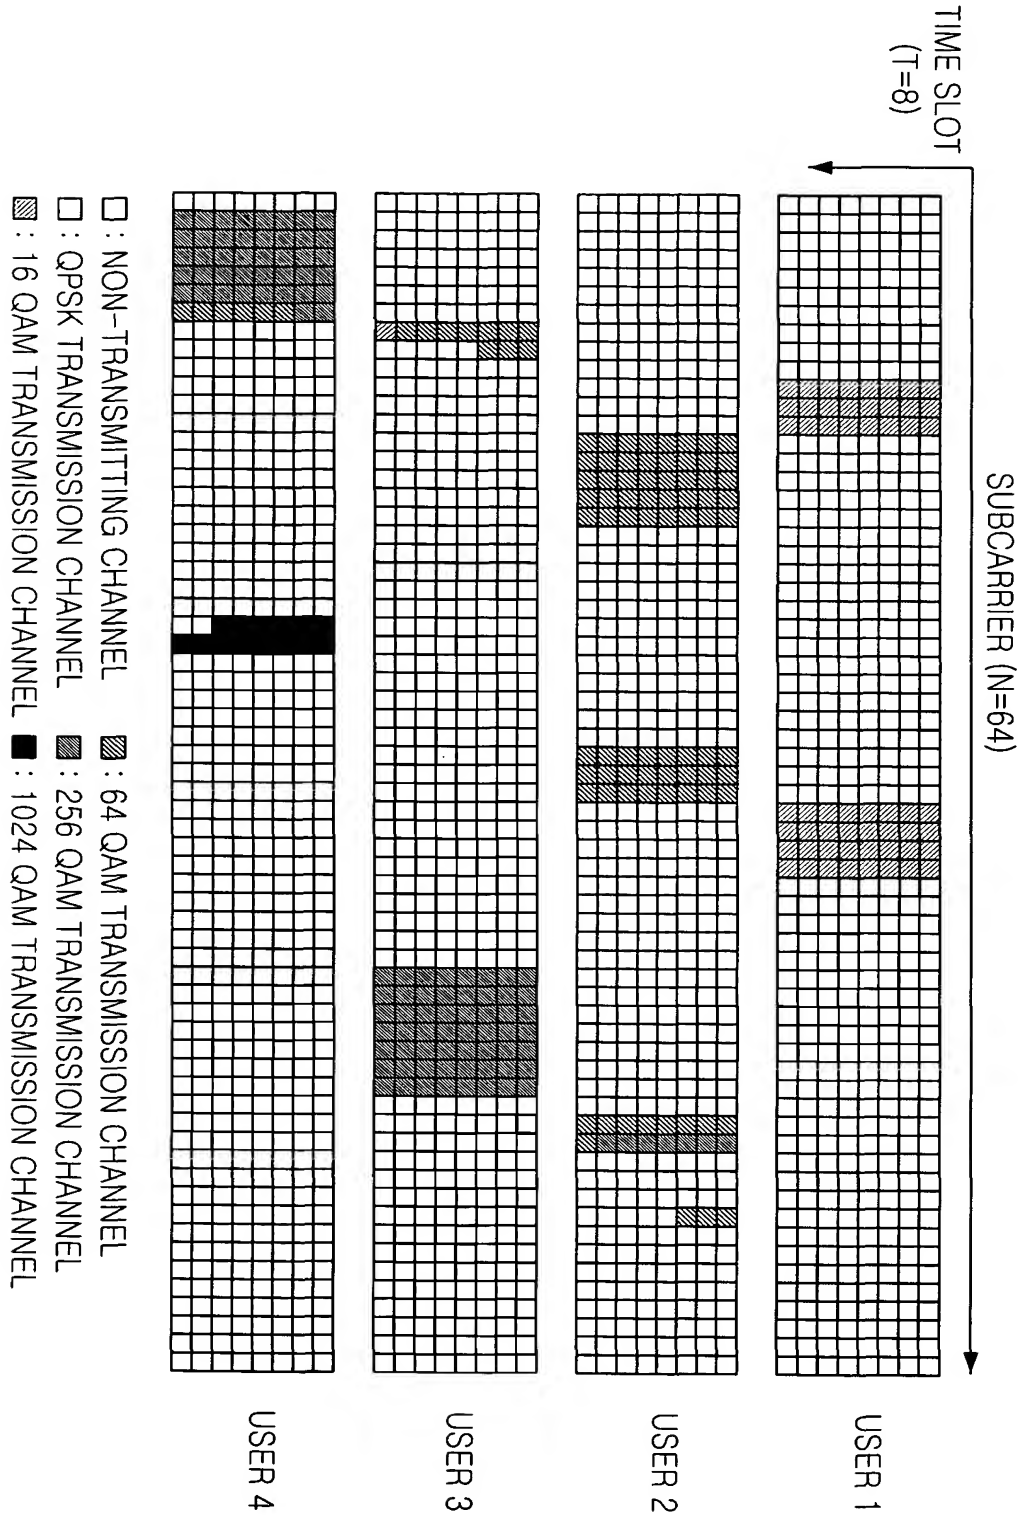 SUBCARRIER (N=64)
TIME SLOT
(T=8)
USER 1
USER 2
USER 3
USER 4
: NON-TRANSMITTING CHANNEL
: 64 QAM TRANSMISSION CHANNEL
: QPSK TRANSMISSION CHANNEL
: 256 QAM TRANSMISSION CHANNEL
: 16 QAM TRANSMISSION CHANNEL
: 1024 QAM TRANSMISSION CHANNEL